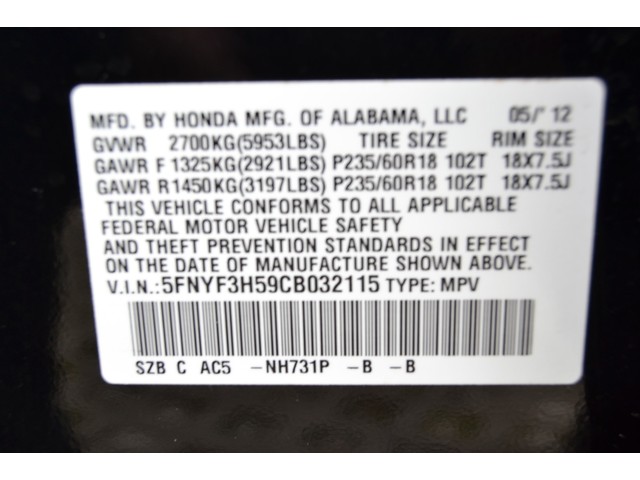 MFD. BY HONDA MFG. OF ALABAMA, LLC 05/'12
GVWR 2700KG(5953LBS) TIRE SIZE RIM SIZE
GAWR F 1325KG(2921LBS) P235/60R18 102T 18X7.5J
GAWR R1450KG(3197LBS) P235/60R18 102T 18X7.5J
THIS VEHICLE CONFORMS TO ALL APPLICABLE
FEDERAL MOTOR VEHICLE SAFETY
AND THEFT PREVENTION STANDARDS IN EFFECT
ON THE DATE OF MANUFACTURE SHOWN ABOVE.
V.I.N.:5FNYF3H59CB032115 TYPE: MPV
SZB C AC5 -NH731P -B -B